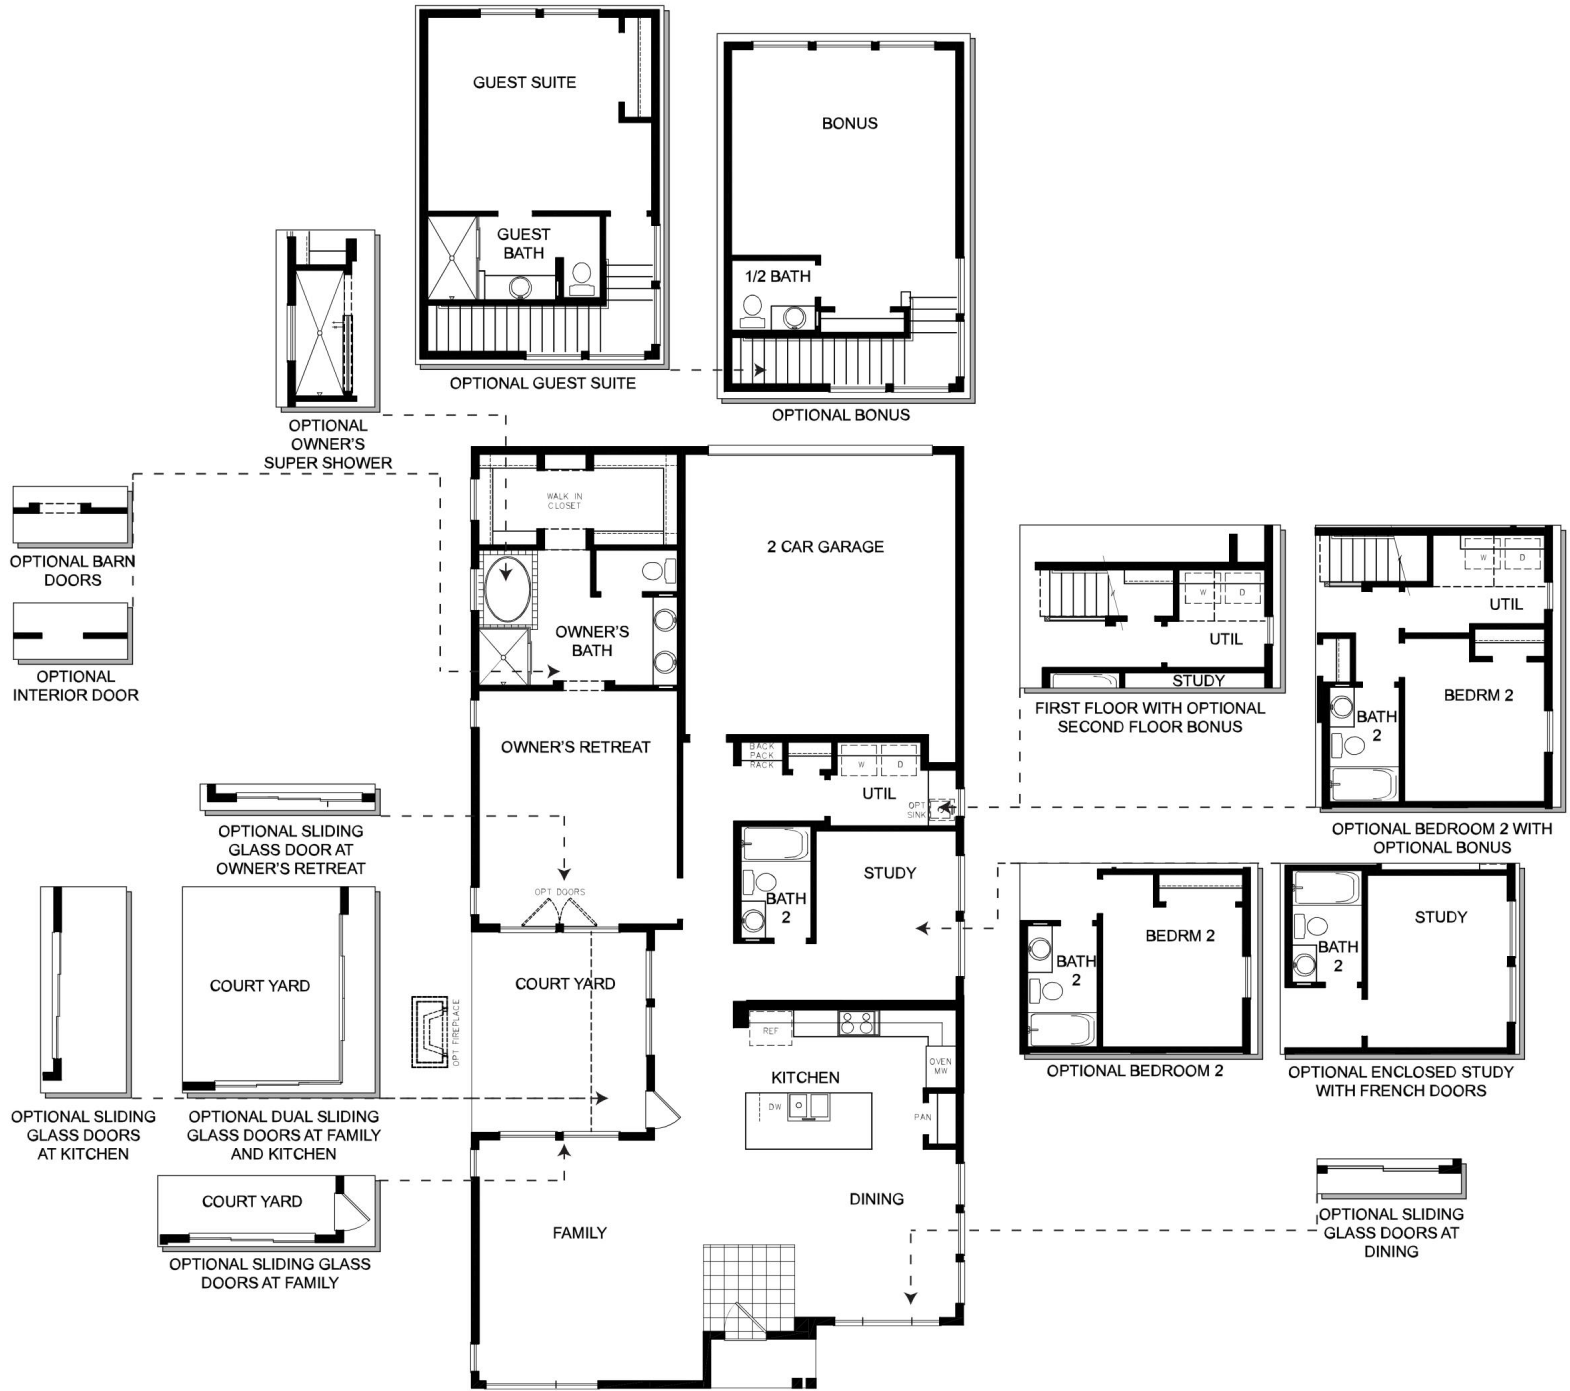 GUEST SUITE
GUEST
BATH
OPTIONAL GUEST SUITE
BONUS
1/2 BATH
OPTIONAL BONUS
OPTIONAL
OWNER'S
SUPER SHOWER
OPTIONAL BARN
DOORS
OPTIONAL
INTERIOR DOOR
WALK IN
CLOSET
2 CAR GARAGE
OWNER'S
BATH
OWNER'S RETREAT
BACK
PACK
RACK
W
D
UTIL
OPT
SINK
W
D
UTIL
STUDY
FIRST FLOOR WITH OPTIONAL
SECOND FLOOR BONUS
W
D
UTIL
BEDRM 2
BATH
2
OPTIONAL BEDROOM 2 WITH
OPTIONAL BONUS
OPTIONAL SLIDING
GLASS DOOR AT
OWNER'S RETREAT
OPT DOORS
BATH
2
STUDY
BATH
2
BEDRM 2
OPTIONAL BEDROOM 2
BATH
2
STUDY
OPTIONAL ENCLOSED STUDY
WITH FRENCH DOORS
OPTIONAL SLIDING
GLASS DOORS
AT KITCHEN
COURT YARD
OPTIONAL DUAL SLIDING
GLASS DOORS AT FAMILY
AND KITCHEN
COURT YARD
OPT FIREPLACE
REF
OVEN
MW
KITCHEN
DW
PAN
COURT YARD
OPTIONAL SLIDING GLASS
DOORS AT FAMILY
FAMILY
DINING
OPTIONAL SLIDING
GLASS DOORS AT
DINING